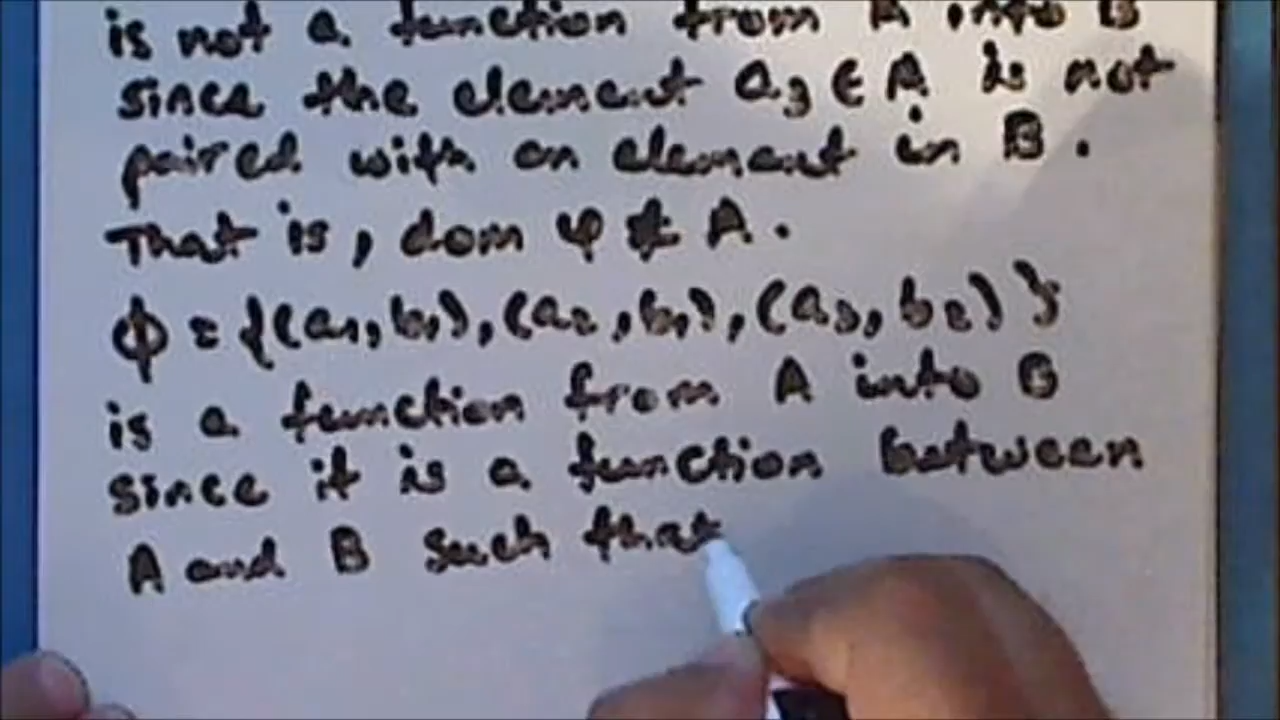 is not a function from A into B
since the element a₃ ∈ A is not
paired with an element in B.
That is, dom φ ≠ A.
ϕ = {(a₁, b₁), (a₂, b₁), (a₃, b₂)}
is a function from A into B
since it is a function between
A and B such that